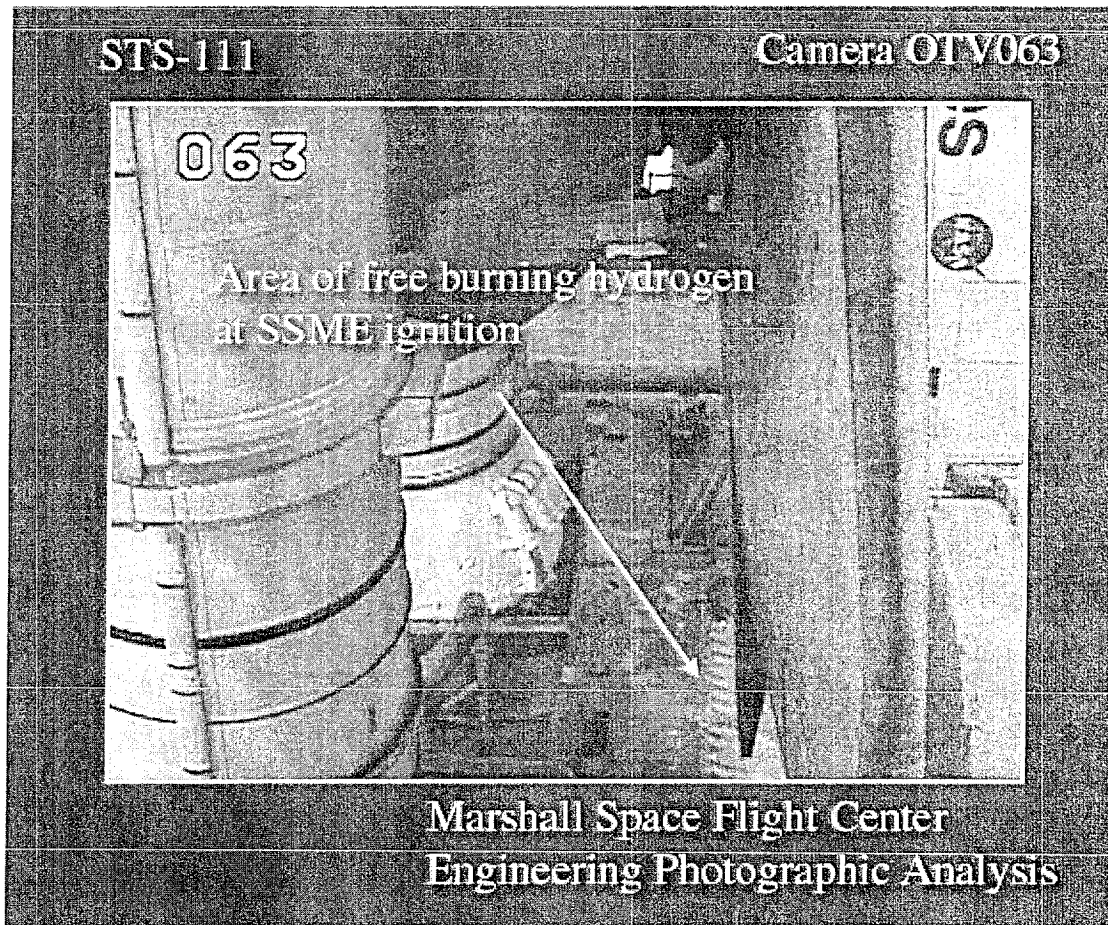 STS-111
Camera OTV063
063
Area of free burning hydrogen
at SSME ignition
Marshall Space Flight Center
Engineering Photographic Analysis